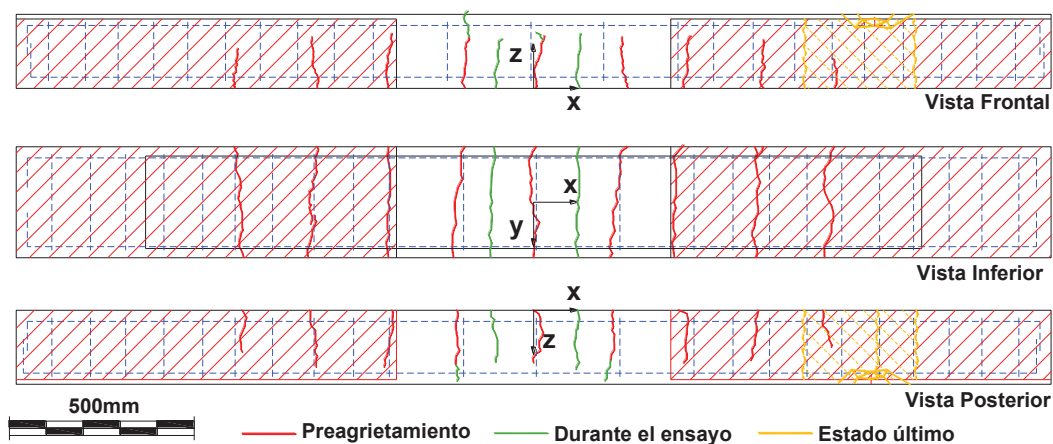 z
x
Vista Frontal
x
y
Vista Inferior
x
z
Vista Posterior
500mm
Preagrietamiento
Durante el ensayo
Estado último